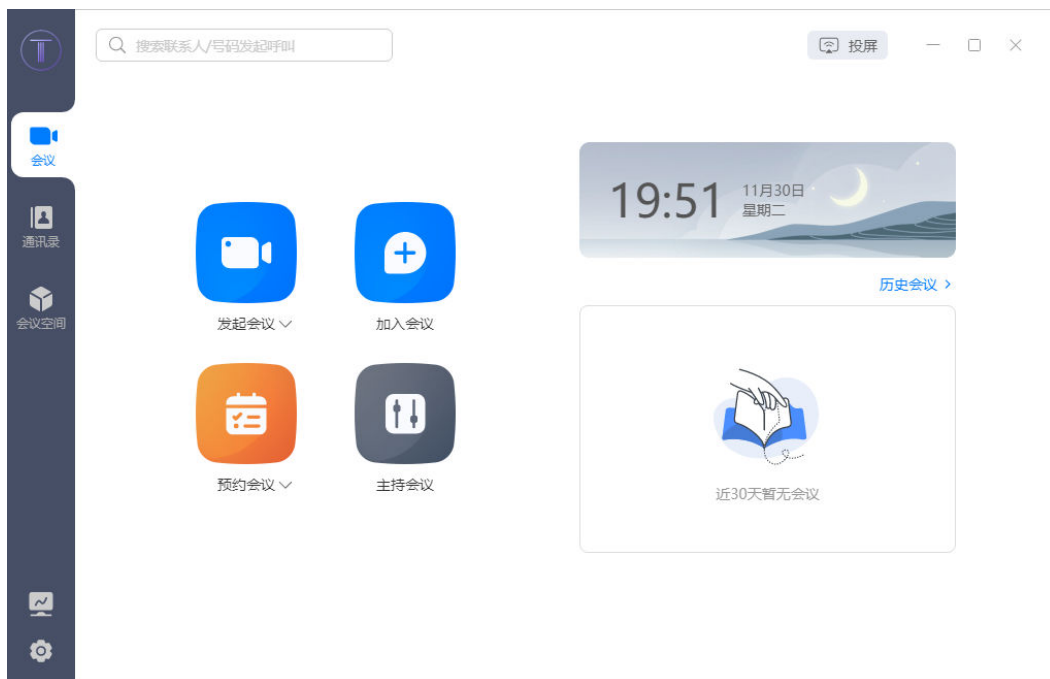 搜索联系人/号码发起呼叫
投屏
会议
通讯录
会议空间
发起会议
加入会议
预约会议
主持会议
19:51
11月30日
星期二
历史会议
近30天暂无会议